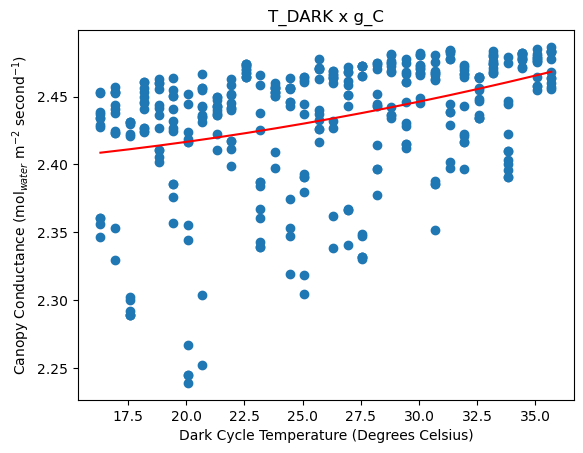 T_DARK x g_C
Canopy Conductance (mol_water m⁻² second⁻¹)
2.45
2.40
2.35
2.30
2.25
17.5 20.0 22.5 25.0 27.5 30.0 32.5 35.0
Dark Cycle Temperature (Degrees Celsius)